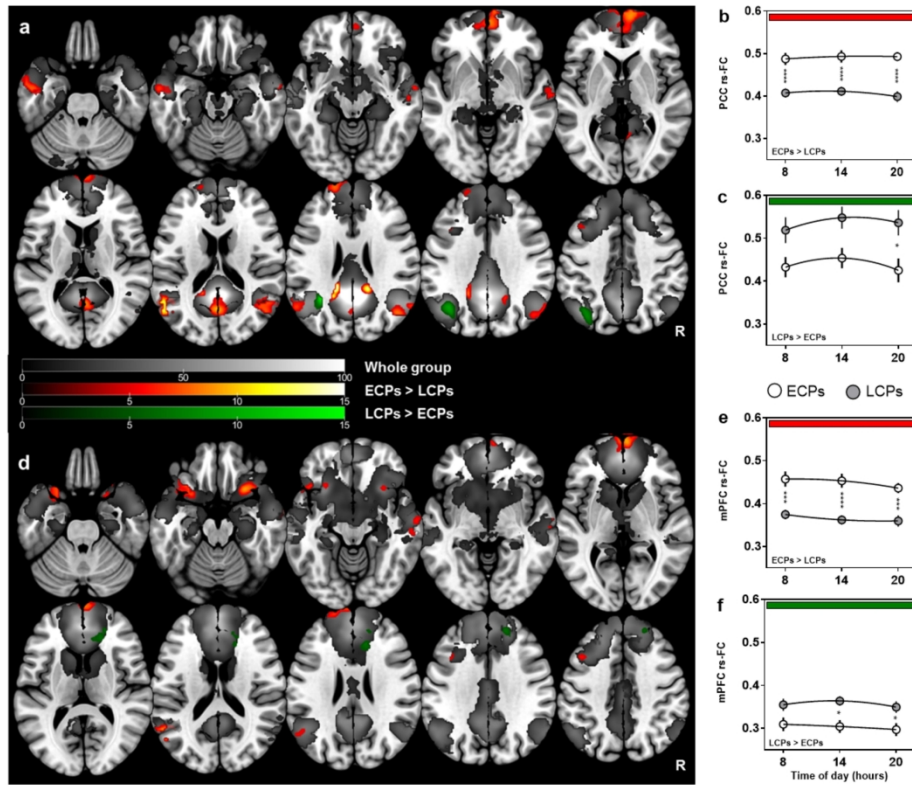 a
R
50
100
Whole group
0
5
10
15
ECPs > LCPs
0
5
10
15
LCPs > ECPs
d
R
b
0.6
0.5
0.4
0.3
PCC rs-FC
ECPs > LCPs
8 14 20
c
0.6
0.5
0.4
0.3
PCC rs-FC
LCPs > ECPs
8 14 20
ECPs LCPs
e
0.6
0.5
0.4
0.3
mPFC rs-FC
ECPs > LCPs
8 14 20
f
0.6
0.5
0.4
0.3
mPFC rs-FC
LCPs > ECPs
8 14 20
Time of day (hours)